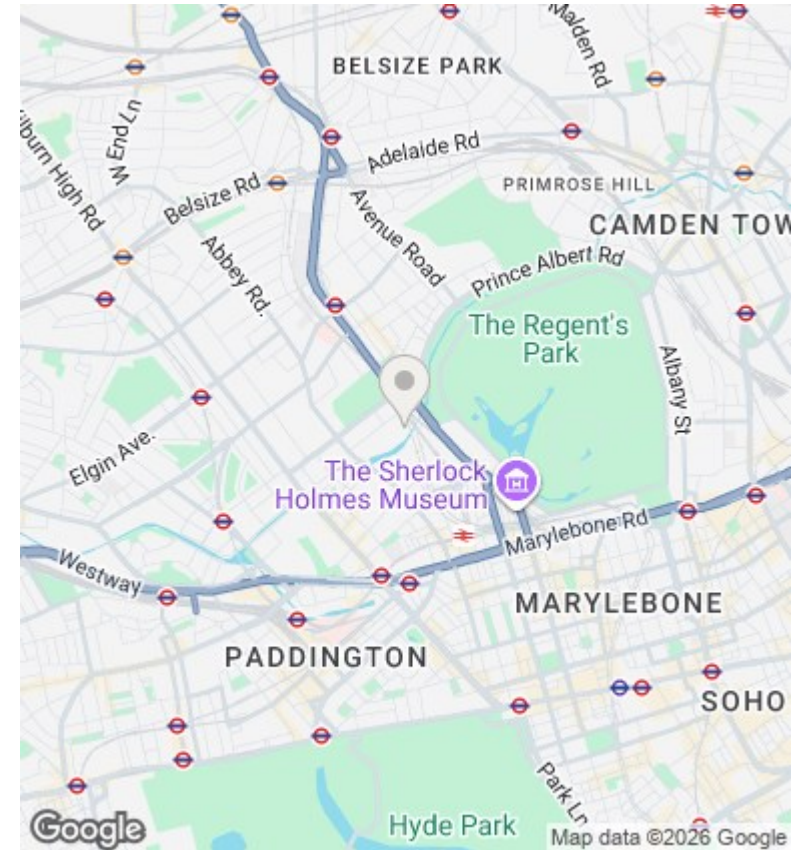 Malden Rd
BELSIZE PARK
W End Ln
Kilburn High Rd
Adelaide Rd
Belsize Rd
PRIMROSE HILL
Avenue Road
CAMDEN TOW
Abbey Rd.
Prince Albert Rd
The Regent's
Park
Albany St
Elgin Ave.
The Sherlock
Holmes Museum
Marylebone Rd
Westway
MARYLEBONE
PADDINGTON
SOHO
Park Ln
Hyde Park
Google
Map data ©2026 Google